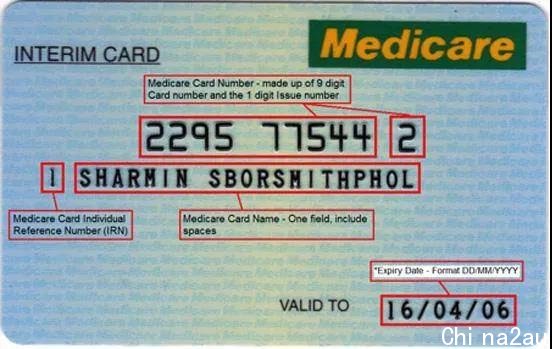 INTERIM CARD
Medicare
Medicare Card Number - made up of 9 digit
Card number and the 1 digit Issue number
2295 77544 2
1 SHARMIN SBORSMITHPHOL
Medicare Card Individual
Reference Number (IRN)
Medicare Card Name - One field, include
spaces
*Expiry Date - Format DD/MM/YYYY
VALID TO 16/04/06
Chi na2au